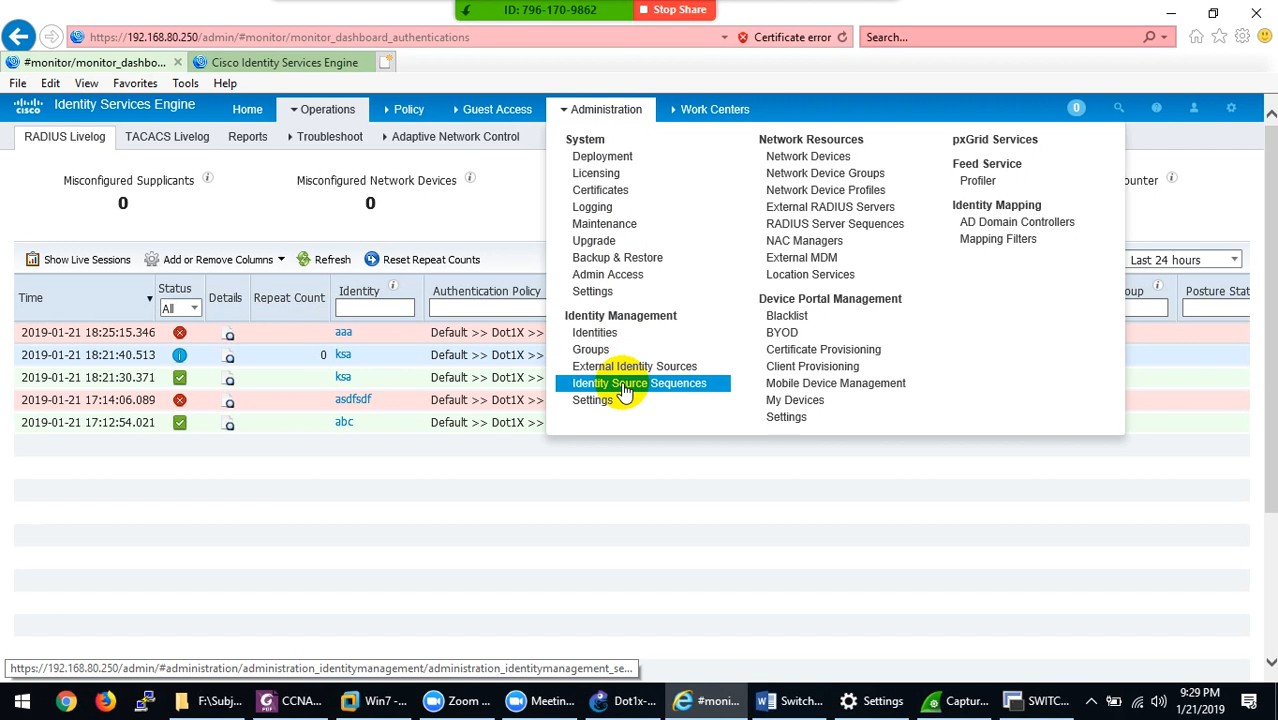 ID: 796-170-9862
Stop Share
https://192.168.80.250/admin/#monitor/monitor_dashboard_authentications
Certificate error
Search...
#monitor/monitor_dashbo...
Cisco Identity Services Engine
File Edit View Favorites Tools Help
cisco Identity Services Engine Home Operations Policy Guest Access Administration Work Centers 0
RADIUS Livelog TACACS Livelog Reports Troubleshoot Adaptive Network Control
System
Deployment
Licensing
Certificates
Logging
Maintenance
Upgrade
Backup & Restore
Admin Access
Settings
Identity Management
Identities
Groups
External Identity Sources
Identity Source Sequences
Settings
Network Resources
Network Devices
Network Device Groups
Network Device Profiles
External RADIUS Servers
RADIUS Server Sequences
NAC Managers
External MDM
Location Services
Device Portal Management
Blacklist
BYOD
Certificate Provisioning
Client Provisioning
Mobile Device Management
My Devices
Settings
pxGrid Services
Feed Service
Profiler
Identity Mapping
AD Domain Controllers
Mapping Filters
Misconfigured Supplicants Misconfigured Network Devices unter
0 0
Show Live Sessions Add or Remove Columns Refresh Reset Repeat Counts Last 24 hours
Time Status Details Repeat Count Identity Authentication Policy oup Posture Stat
All
2019-01-21 18:25:15.346 aaa Default >> Dot1X >>
2019-01-21 18:21:40.513 0 ksa Default >> Dot1X >>
2019-01-21 18:21:30.371 ksa Default >> Dot1X >>
2019-01-21 17:14:06.089 asdfsdf Default >> Dot1X >>
2019-01-21 17:12:54.021 abc Default >> Dot1X >>
https://192.168.80.250/admin/#administration/administration_identitymanagement/administration_identitymanagement_se...
F:\Subj... CCNA... Win7 -... Zoom ... Meetin... Dot1x-... #moni... Switch... Settings Captur... SWITC...
9:29 PM
1/21/2019